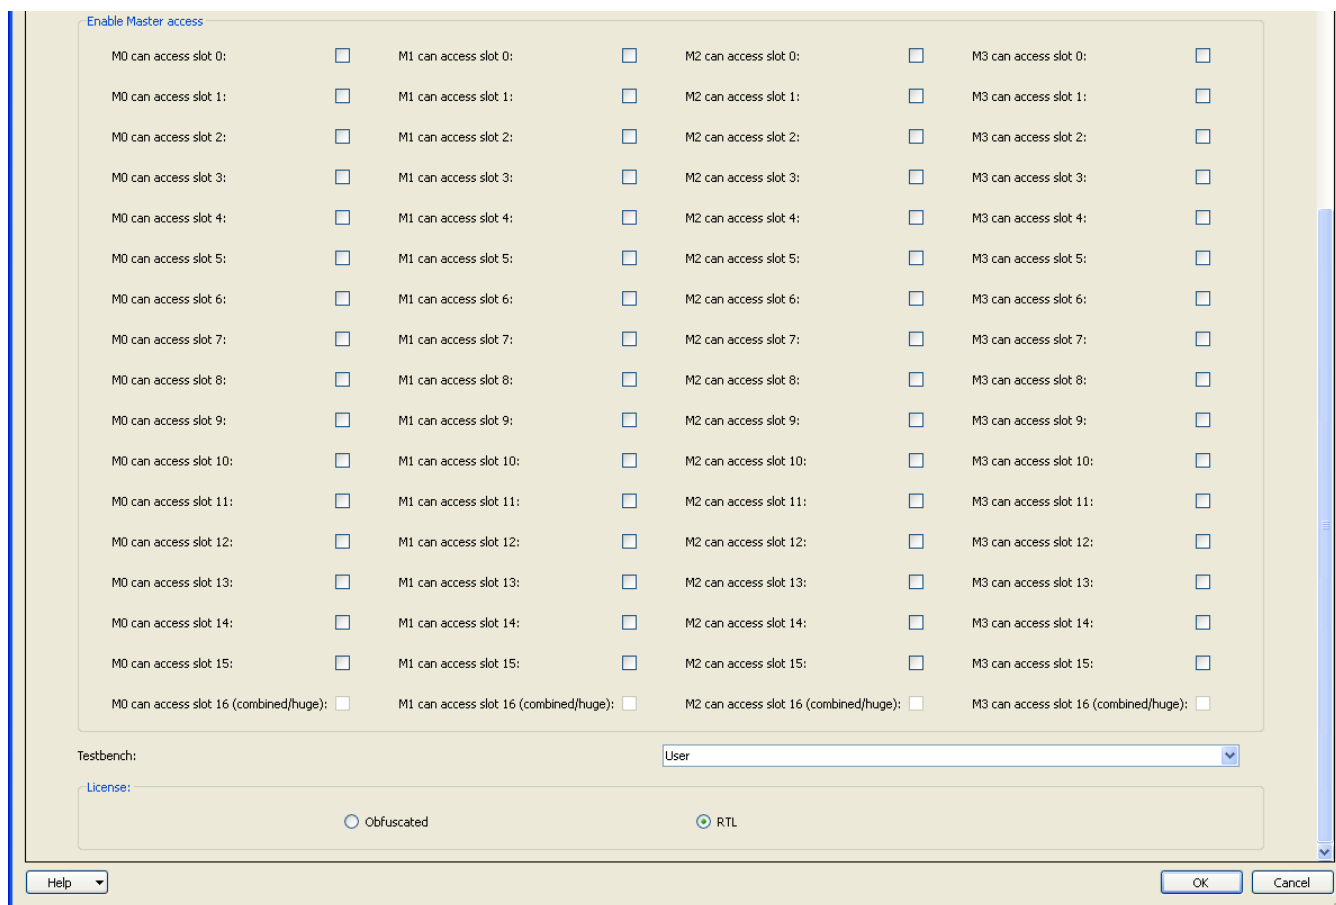 Enable Master access
M0 can access slot 0: M1 can access slot 0: M2 can access slot 0: M3 can access slot 0:
M0 can access slot 1: M1 can access slot 1: M2 can access slot 1: M3 can access slot 1:
M0 can access slot 2: M1 can access slot 2: M2 can access slot 2: M3 can access slot 2:
M0 can access slot 3: M1 can access slot 3: M2 can access slot 3: M3 can access slot 3:
M0 can access slot 4: M1 can access slot 4: M2 can access slot 4: M3 can access slot 4:
M0 can access slot 5: M1 can access slot 5: M2 can access slot 5: M3 can access slot 5:
M0 can access slot 6: M1 can access slot 6: M2 can access slot 6: M3 can access slot 6:
M0 can access slot 7: M1 can access slot 7: M2 can access slot 7: M3 can access slot 7:
M0 can access slot 8: M1 can access slot 8: M2 can access slot 8: M3 can access slot 8:
M0 can access slot 9: M1 can access slot 9: M2 can access slot 9: M3 can access slot 9:
M0 can access slot 10: M1 can access slot 10: M2 can access slot 10: M3 can access slot 10:
M0 can access slot 11: M1 can access slot 11: M2 can access slot 11: M3 can access slot 11:
M0 can access slot 12: M1 can access slot 12: M2 can access slot 12: M3 can access slot 12:
M0 can access slot 13: M1 can access slot 13: M2 can access slot 13: M3 can access slot 13:
M0 can access slot 14: M1 can access slot 14: M2 can access slot 14: M3 can access slot 14:
M0 can access slot 15: M1 can access slot 15: M2 can access slot 15: M3 can access slot 15:
M0 can access slot 16 (combined/huge): M1 can access slot 16 (combined/huge): M2 can access slot 16 (combined/huge): M3 can access slot 16 (combined/huge):
Testbench: User
License:
Obfuscated RTL
Help OK Cancel